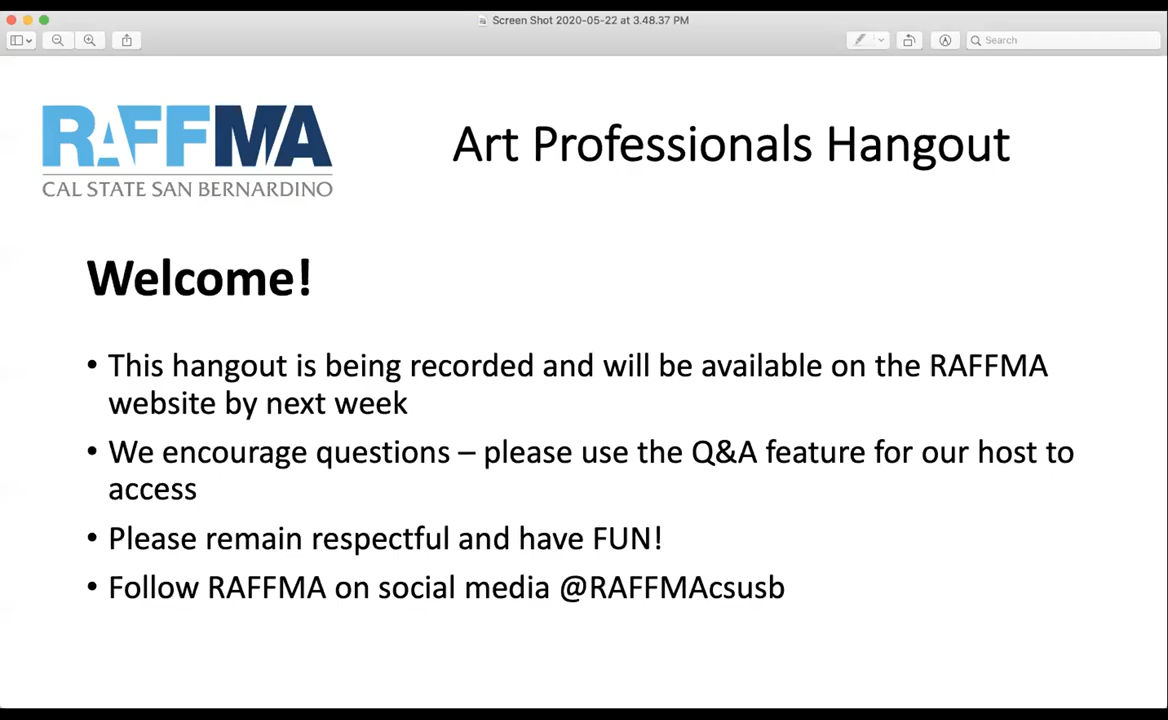 Screen Shot 2020-05-22 at 3.48.37 PM
Search
RAFFMA
CAL STATE SAN BERNARDINO
Art Professionals Hangout
Welcome!
• This hangout is being recorded and will be available on the RAFFMA
website by next week
• We encourage questions – please use the Q&A feature for our host to
access
• Please remain respectful and have FUN!
• Follow RAFFMA on social media @RAFFMAcsusb